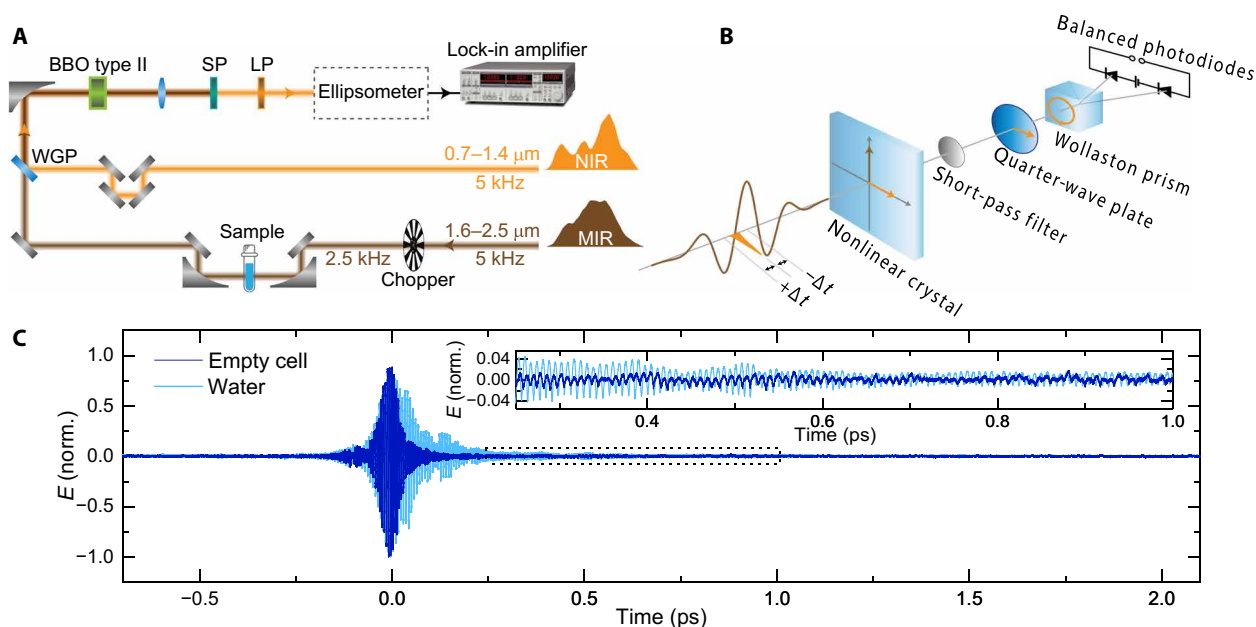 A
BBO type II
SP
LP
Ellipsometer
Lock-in amplifier
WGP
0.7–1.4 μm
5 kHz
NIR
Sample
2.5 kHz
Chopper
1.6–2.5 μm
5 kHz
MIR
B
Balanced photodiodes
Wollaston prism
Quarter-wave plate
Short-pass filter
Nonlinear crystal
−Δt
+Δt
C
E (norm.)
1.0
0.5
0.0
−0.5
−1.0
Empty cell
Water
E (norm.)
0.04
0.00
−0.04
0.4
0.6
0.8
1.0
Time (ps)
−0.5
0.0
0.5
1.0
1.5
2.0
Time (ps)